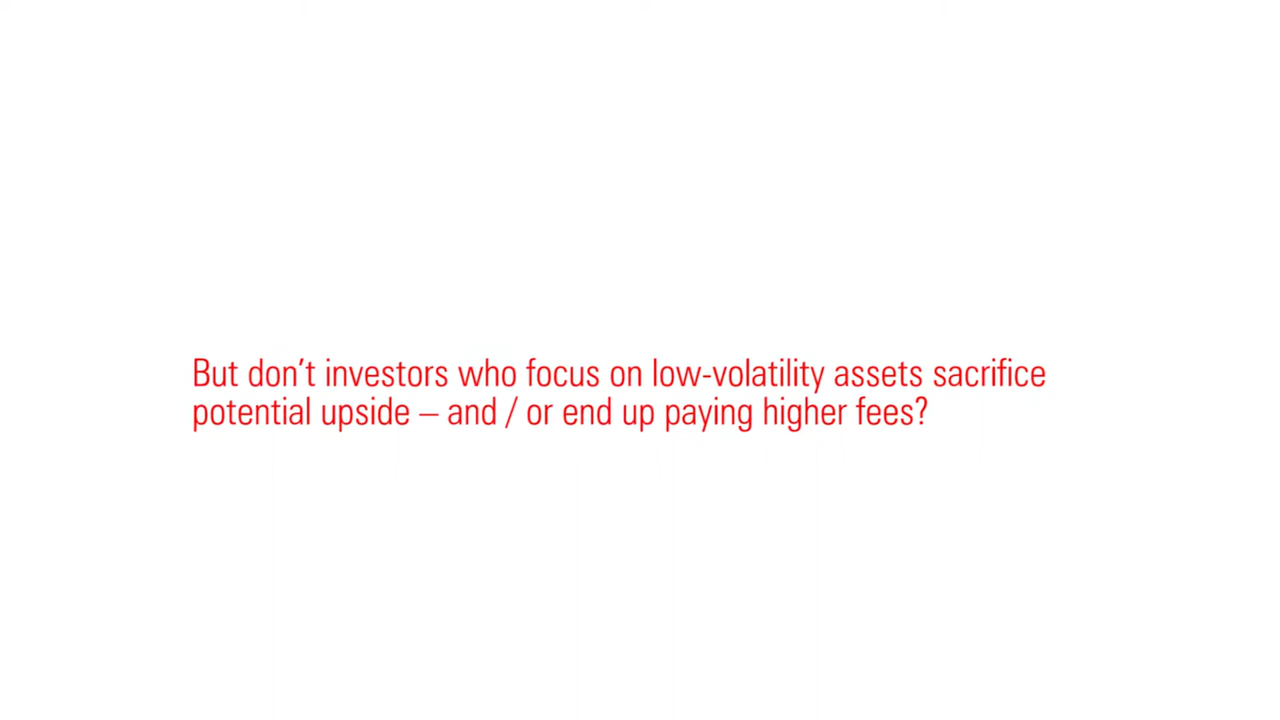 But don’t investors who focus on low-volatility assets sacrifice
potential upside – and / or end up paying higher fees?